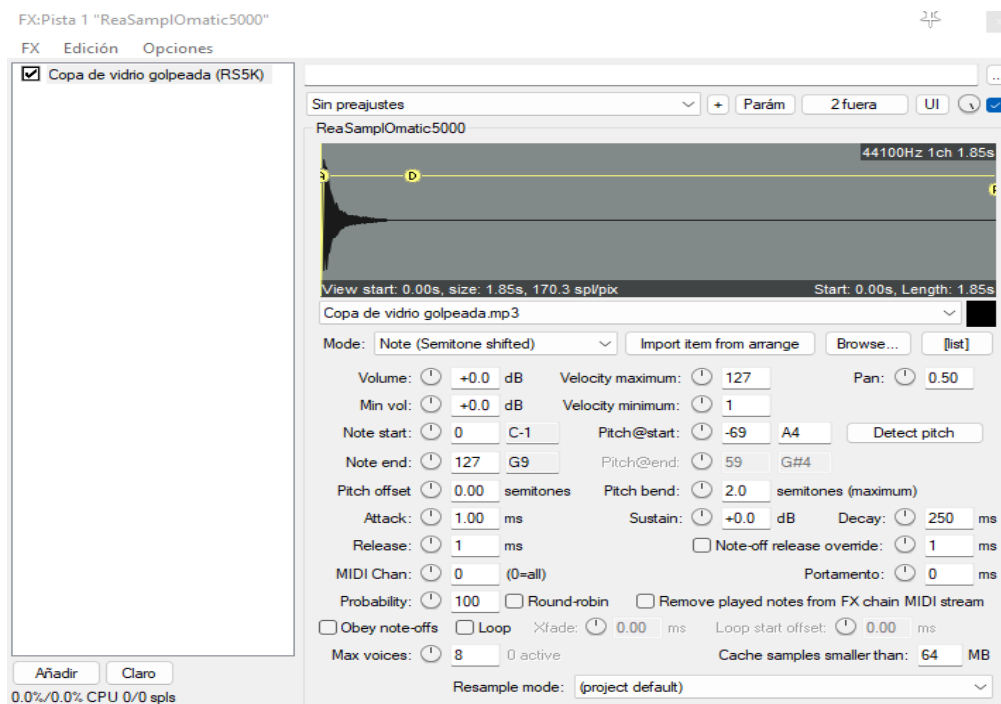 FX:Pista 1 "ReaSamplOmatic5000"
FX Edición Opciones
Copa de vidrio golpeada (RS5K)
...
Sin preajustes + Parám 2 fuera UI
ReaSamplOmatic5000
44100Hz 1ch 1.85s
A D
View start: 0.00s, size: 1.85s, 170.3 spl/pix Start: 0.00s, Length: 1.85s
Copa de vidrio golpeada.mp3
Mode: Note (Semitone shifted) Import item from arrange Browse... [list]
Volume: +0.0 dB Velocity maximum: 127 Pan: 0.50
Min vol: +0.0 dB Velocity minimum: 1
Note start: 0 C-1 Pitch@start: -69 A4 Detect pitch
Note end: 127 G9 Pitch@end: 59 G#4
Pitch offset 0.00 semitones Pitch bend: 2.0 semitones (maximum)
Attack: 1.00 ms Sustain: +0.0 dB Decay: 250 ms
Release: 1 ms Note-off release override: 1 ms
MIDI Chan: 0 (0=all) Portamento: 0 ms
Probability: 100 Round-robin Remove played notes from FX chain MIDI stream
Obey note-offs Loop Xfade: 0.00 ms Loop start offset: 0.00 ms
Max voices: 8 0 active Cache samples smaller than: 64 MB
Resample mode: (project default)
Añadir Claro
0.0%/0.0% CPU 0/0 spls